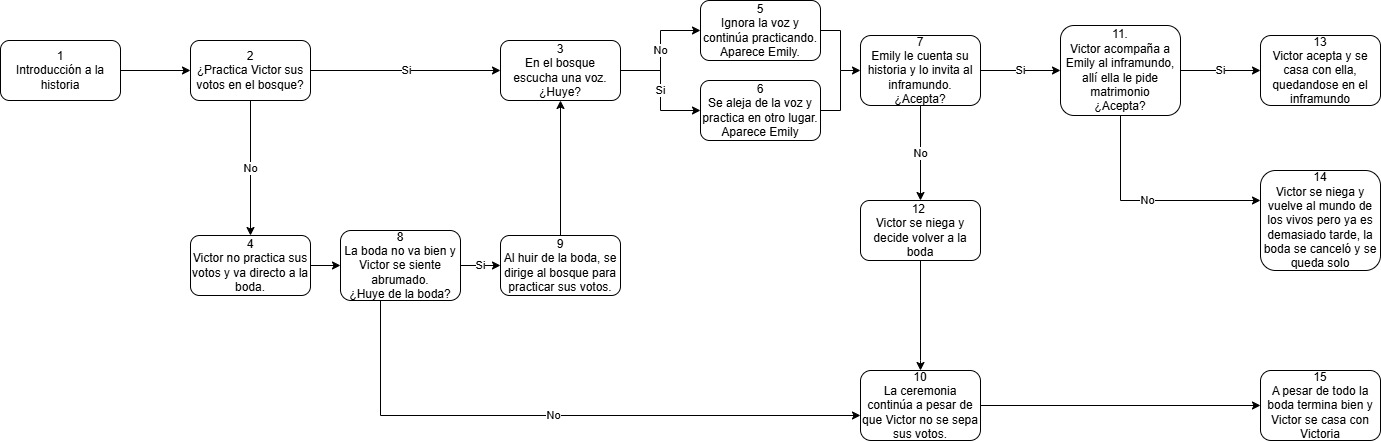 1
Introducción a la
historia
2
¿Practica Victor sus
votos en el bosque?
Si
No
3
En el bosque
escucha una voz.
¿Huye?
No
Si
5
Ignora la voz y
continúa practicando.
Aparece Emily.
6
Se aleja de la voz y
practica en otro lugar.
Aparece Emily
7
Emily le cuenta su
historia y lo invita al
inframundo.
¿Acepta?
Si
No
11.
Victor acompaña a
Emily al inframundo,
allí ella le pide
matrimonio
¿Acepta?
Si
No
13
Victor acepta y se
casa con ella,
quedandose en el
inframundo
14
Victor se niega y
vuelve al mundo de
los vivos pero ya es
demasiado tarde, la
boda se canceló y se
queda solo
12
Victor se niega y
decide volver a la
boda
4
Victor no practica sus
votos y va directo a la
boda.
8
La boda no va bien y
Victor se siente
abrumado.
¿Huye de la boda?
Si
No
9
Al huir de la boda, se
dirige al bosque para
practicar sus votos.
10
La ceremonia
continúa a pesar de
que Victor no se sepa
sus votos.
15
A pesar de todo la
boda termina bien y
Victor se casa con
Victoria